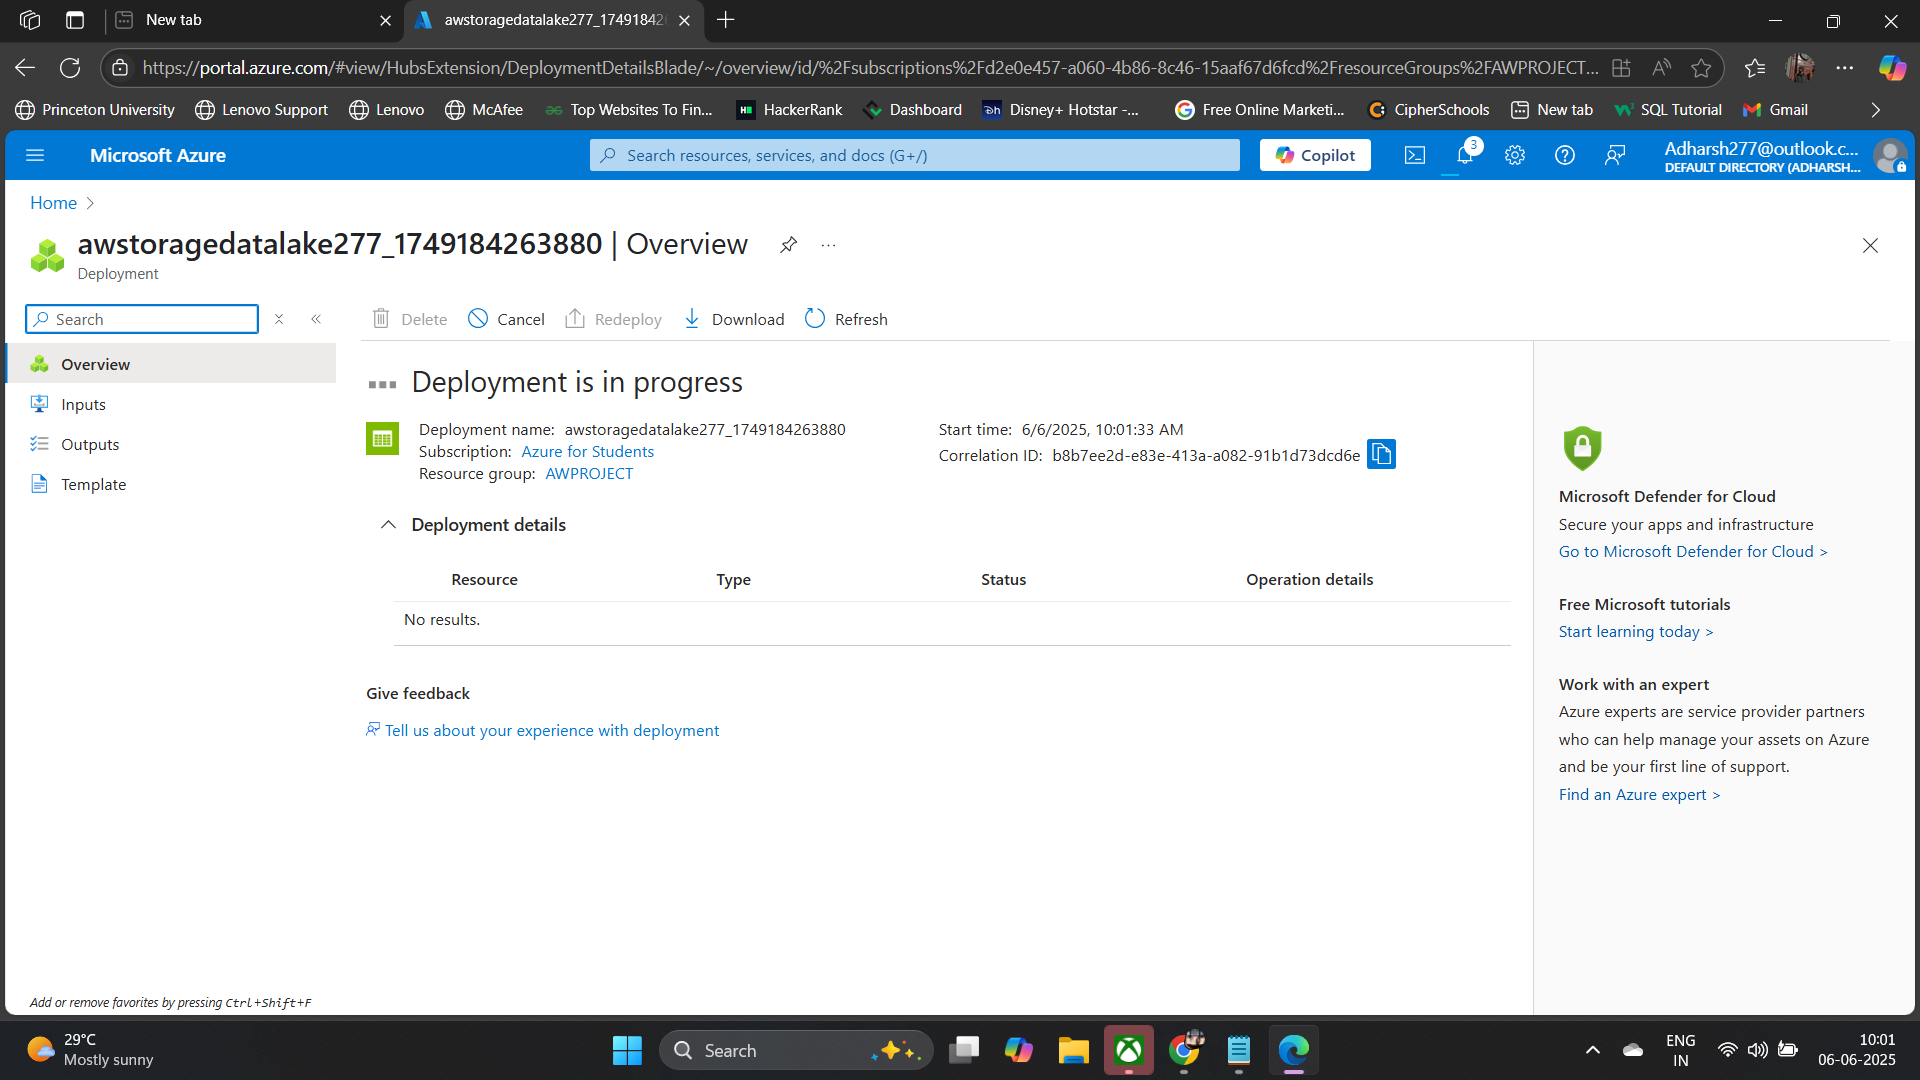 New tab
awstoragedatalake277_17491842
https://portal.azure.com/#view/HubsExtension/DeploymentDetailsBlade/~/overview/id/%2Fsubscriptions%2Fd2e0e457-a060-4b86-8c46-15aaf67d6fcd%2FresourceGroups%2FAWPROJECT...
Princeton University
Lenovo Support
Lenovo
McAfee
Top Websites To Fin...
HackerRank
Dashboard
Disney+ Hotstar -...
Free Online Marketi...
CipherSchools
New tab
SQL Tutorial
Gmail
Microsoft Azure
Search resources, services, and docs (G+/)
Copilot
3
Adharsh277@outlook.c...
DEFAULT DIRECTORY (ADHARSH...
Home
awstoragedatalake277_1749184263880 | Overview
Deployment
Search
Delete
Cancel
Redeploy
Download
Refresh
Overview
Inputs
Outputs
Template
Deployment is in progress
Deployment name: awstoragedatalake277_1749184263880
Subscription: Azure for Students
Resource group: AWPROJECT
Start time: 6/6/2025, 10:01:33 AM
Correlation ID: b8b7ee2d-e83e-413a-a082-91b1d73dcd6e
Deployment details
Resource Type Status Operation details
No results.
Give feedback
Tell us about your experience with deployment
Microsoft Defender for Cloud
Secure your apps and infrastructure
Go to Microsoft Defender for Cloud >
Free Microsoft tutorials
Start learning today >
Work with an expert
Azure experts are service provider partners
who can help manage your assets on Azure
and be your first line of support.
Find an Azure expert >
Add or remove favorites by pressing Ctrl+Shift+F
29°C
Mostly sunny
Search
ENG
IN
10:01
06-06-2025